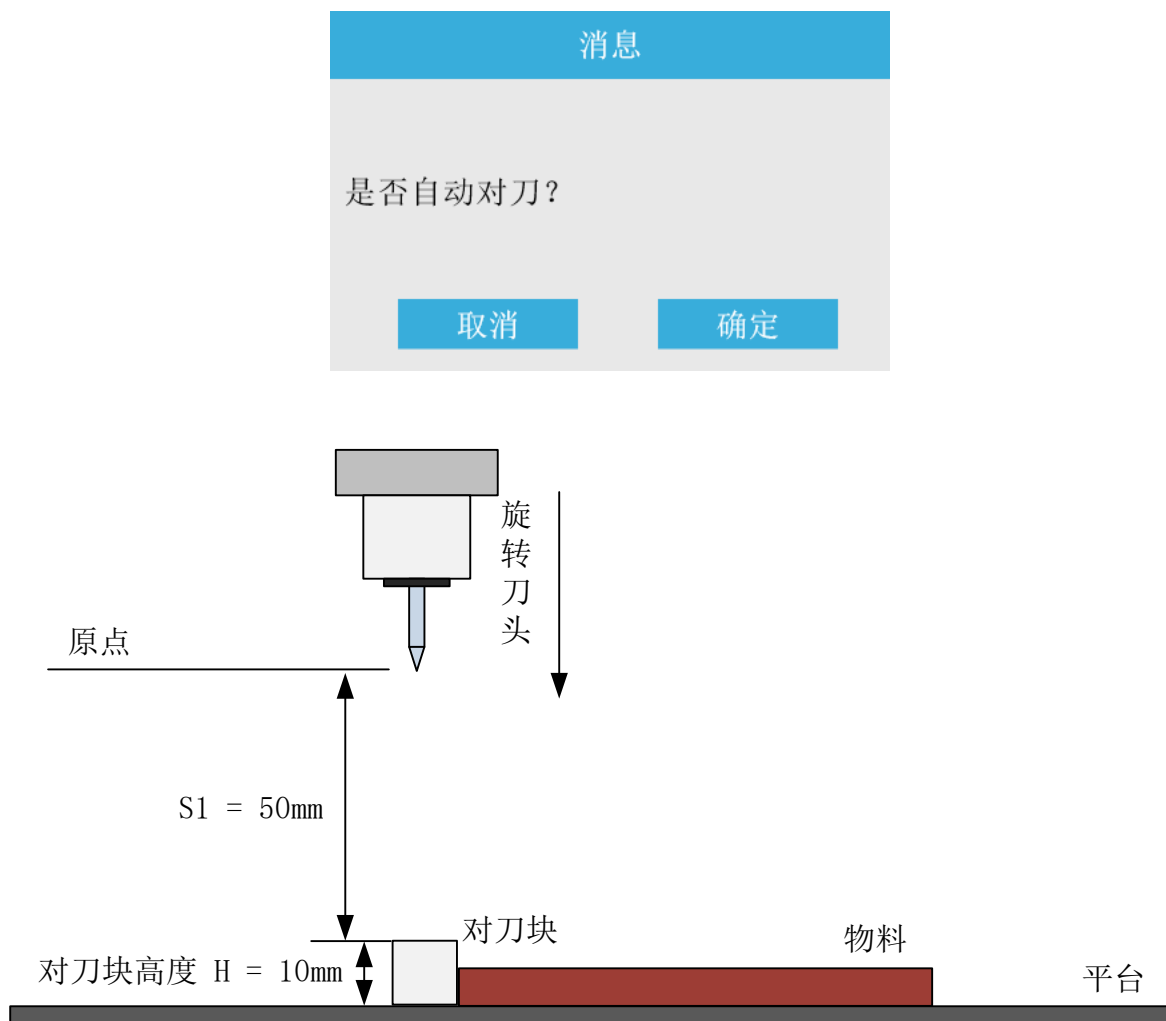 消息
是否自动对刀？
取消
确定
旋转刀头
原点
S1 = 50mm
对刀块
物料
对刀块高度 H = 10mm
平台